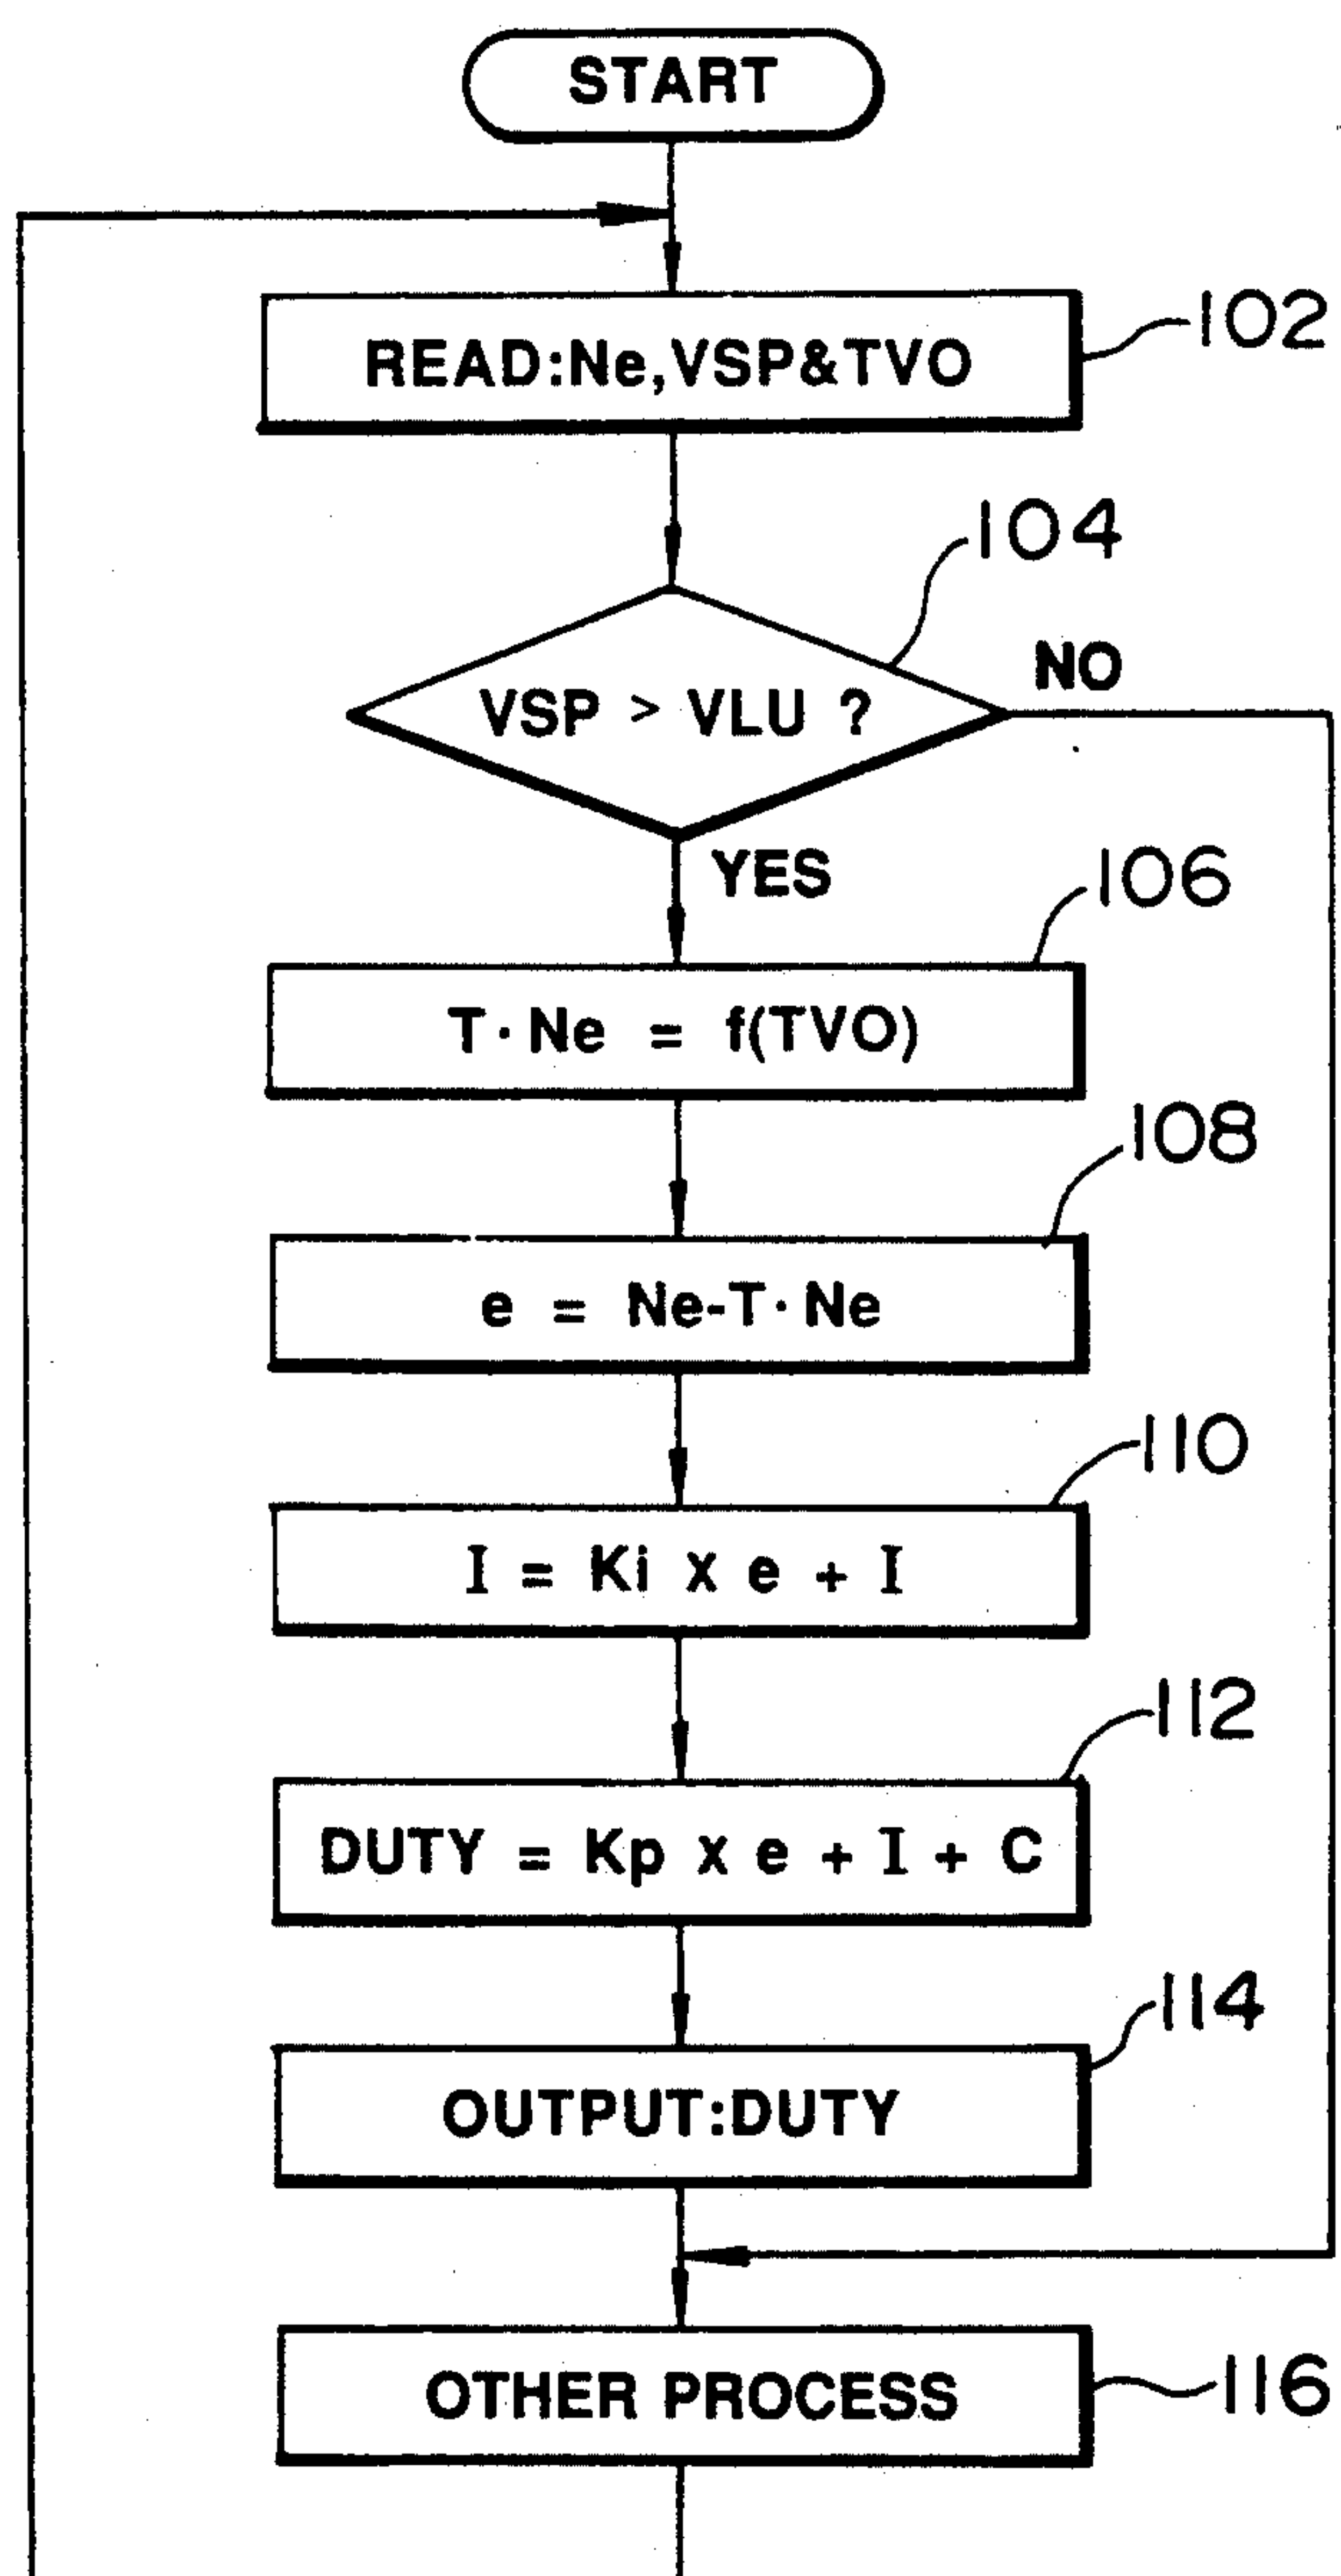 START
READ:Ne,VSP&TVO
102
104
VSP > VLU ?
NO
YES
106
T·Ne = f(TVO)
108
e = Ne-T·Ne
110
I = Ki X e + I
112
DUTY = Kp X e + I + C
114
OUTPUT:DUTY
OTHER PROCESS
116